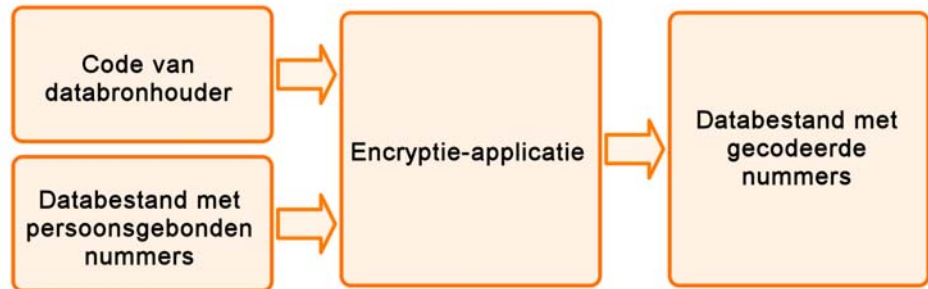 Code van
databronhouder
Databestand met
persoonsgebonden
nummers
Encryptie-applicatie
Databestand met
gecodeerde
nummers